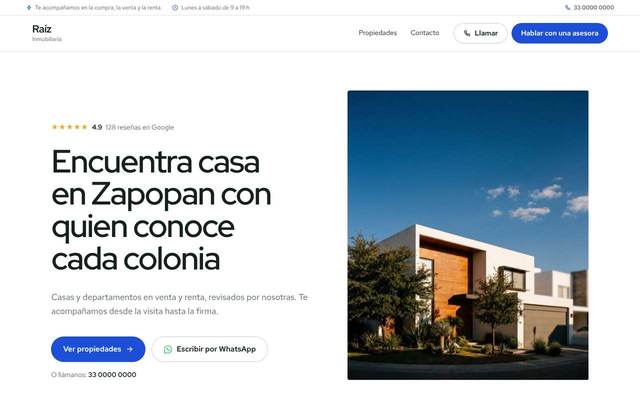 Te acompañamos en la compra, la venta y la renta
Lunes a sábado de 9 a 19 h
33 0000 0000
Raíz
Inmobiliaria
Propiedades
Contacto
Llamar
Hablar con una asesora
4.9 128 reseñas en Google
Encuentra casa
en Zapopan con
quien conoce
cada colonia
Casas y departamentos en venta y renta, revisados por nosotras. Te
acompañamos desde la visita hasta la firma.
Ver propiedades →
Escribir por WhatsApp
O llámanos: 33 0000 0000